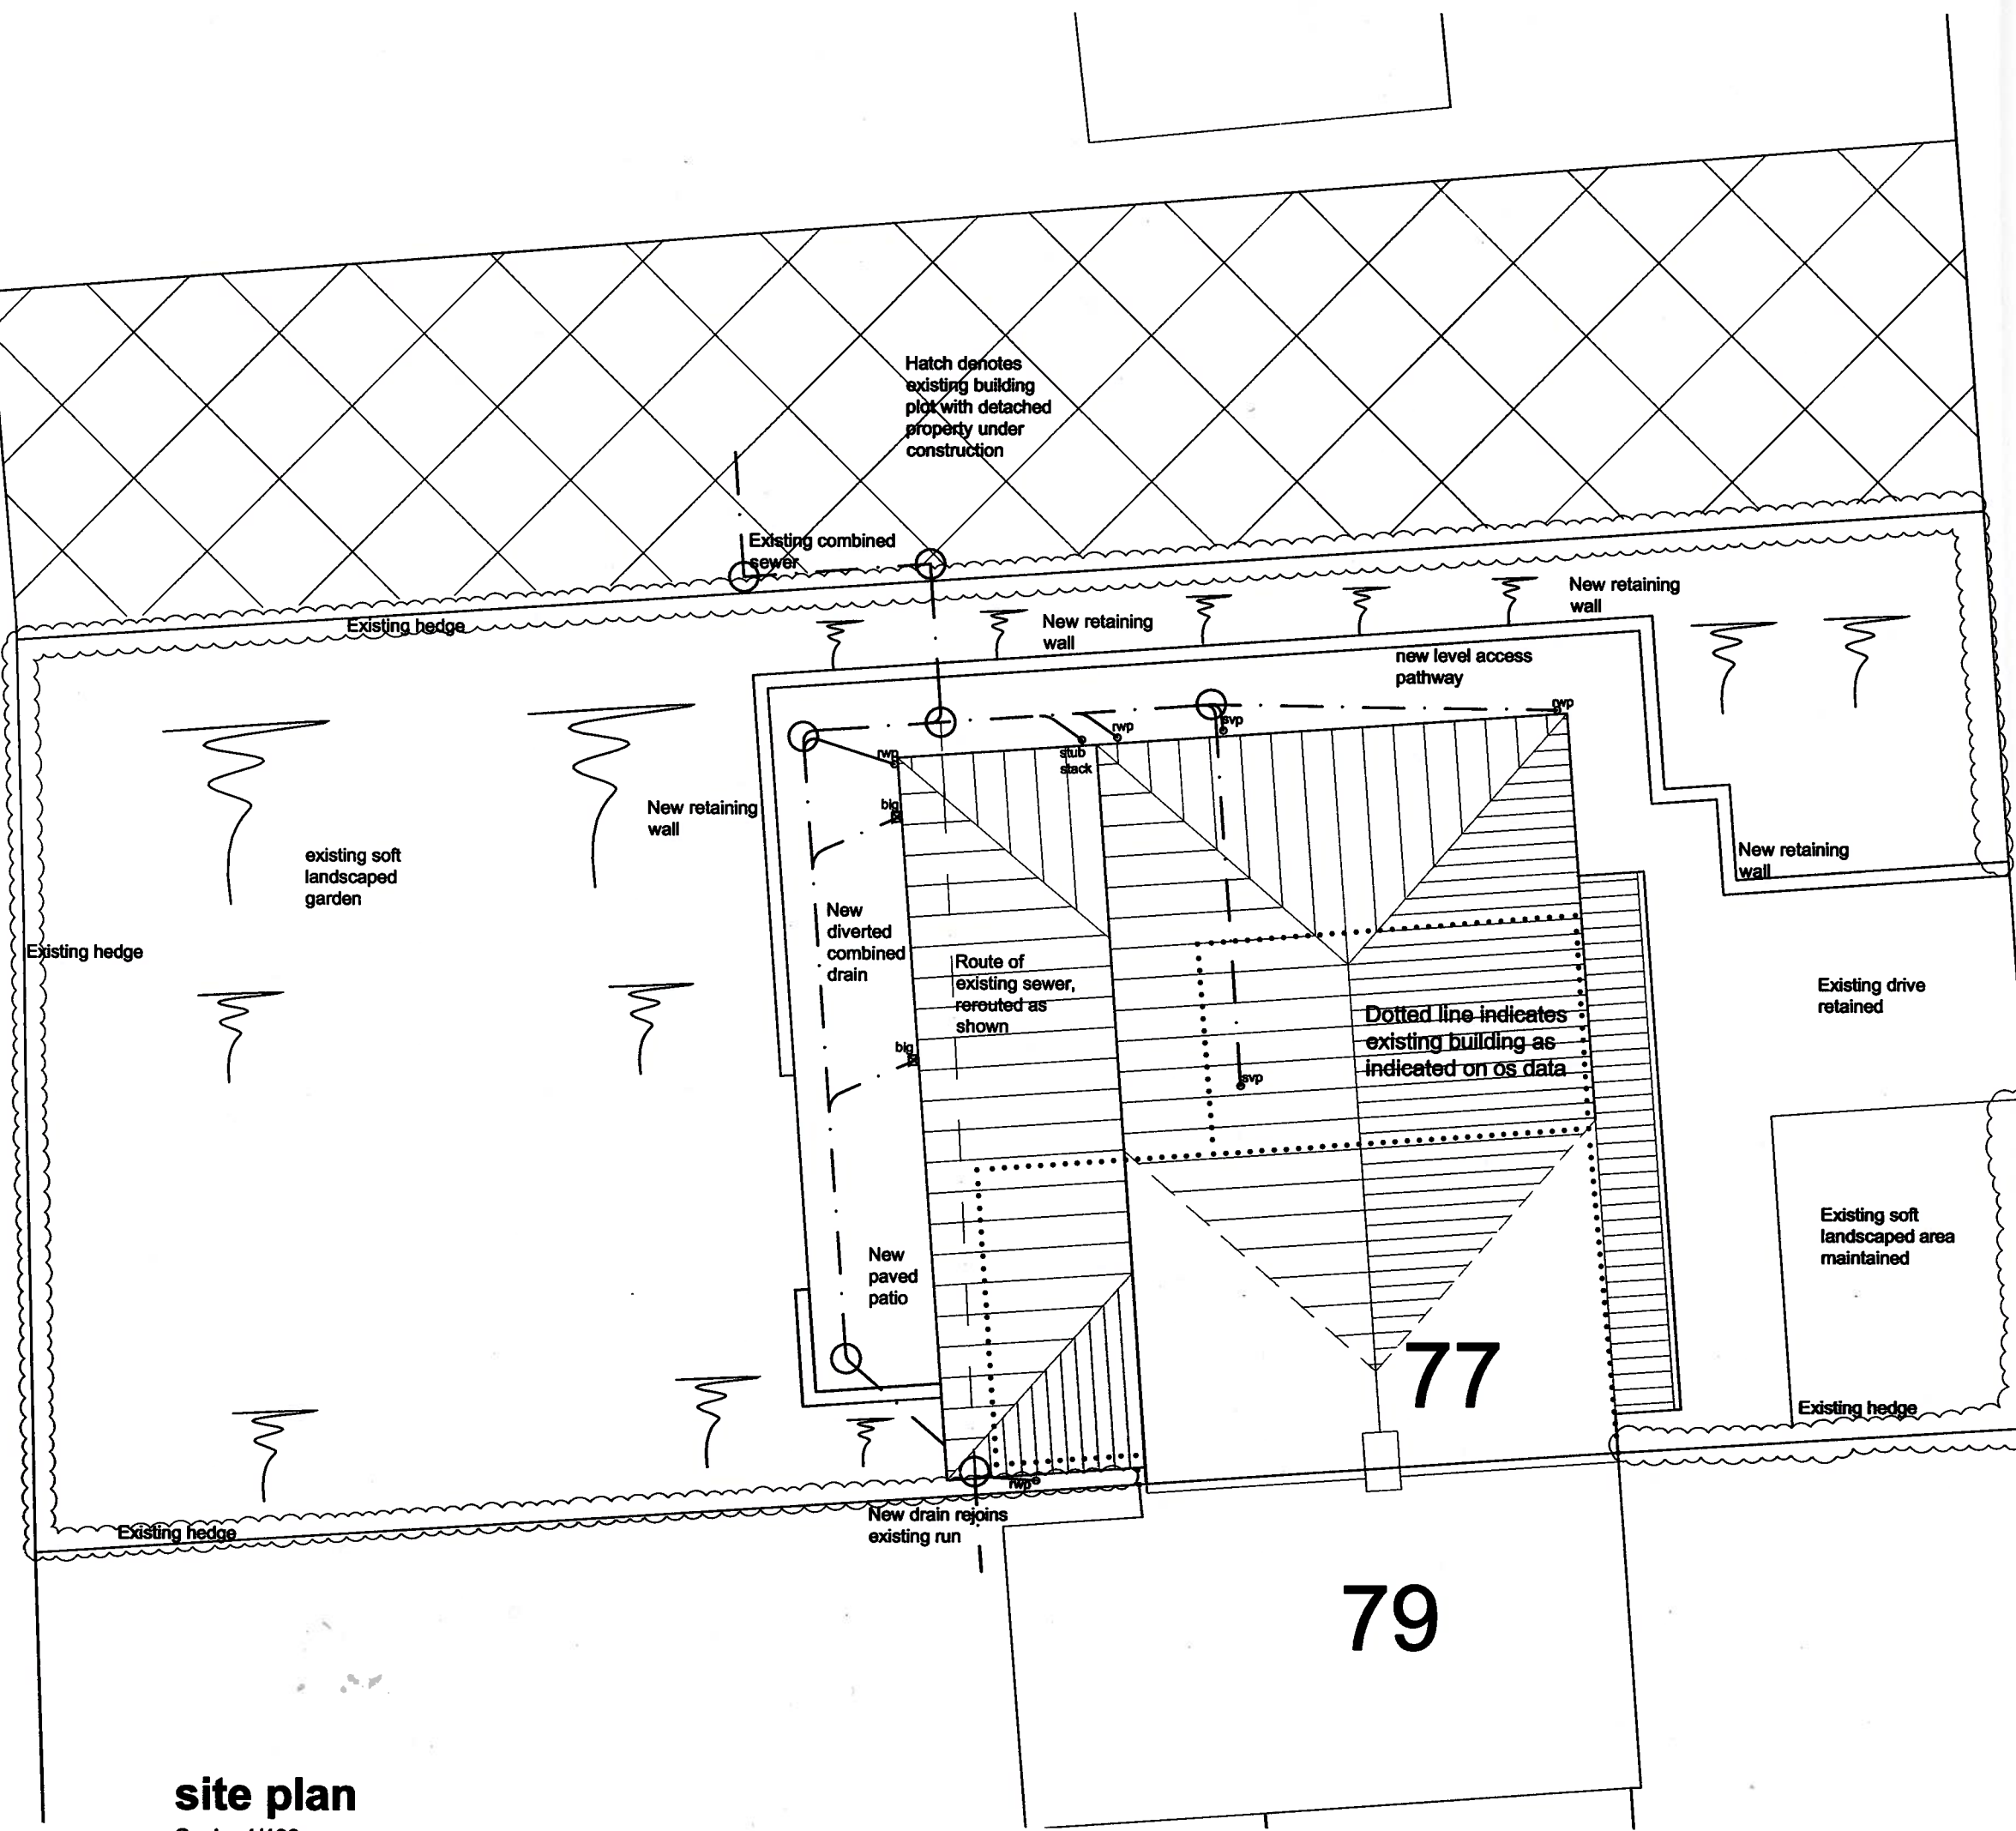 Hatch denotes
existing building
plot with detached
property under
construction
Existing combined
sewer
Existing hedge
New retaining
wall
New retaining
wall
new level access
pathway
rwp
svp
rwp
stub
stack
rwp
big
New retaining
wall
existing soft
landscaped
garden
New retaining
wall
New
diverted
combined
drain
Existing hedge
Route of
existing sewer,
rerouted as
shown
Existing drive
retained
Dotted line indicates
existing building as
indicated on os data
big
svp
Existing soft
landscaped area
maintained
New
paved
patio
77
Existing hedge
rwp
New drain rejoins
existing run
Existing hedge
79
site plan